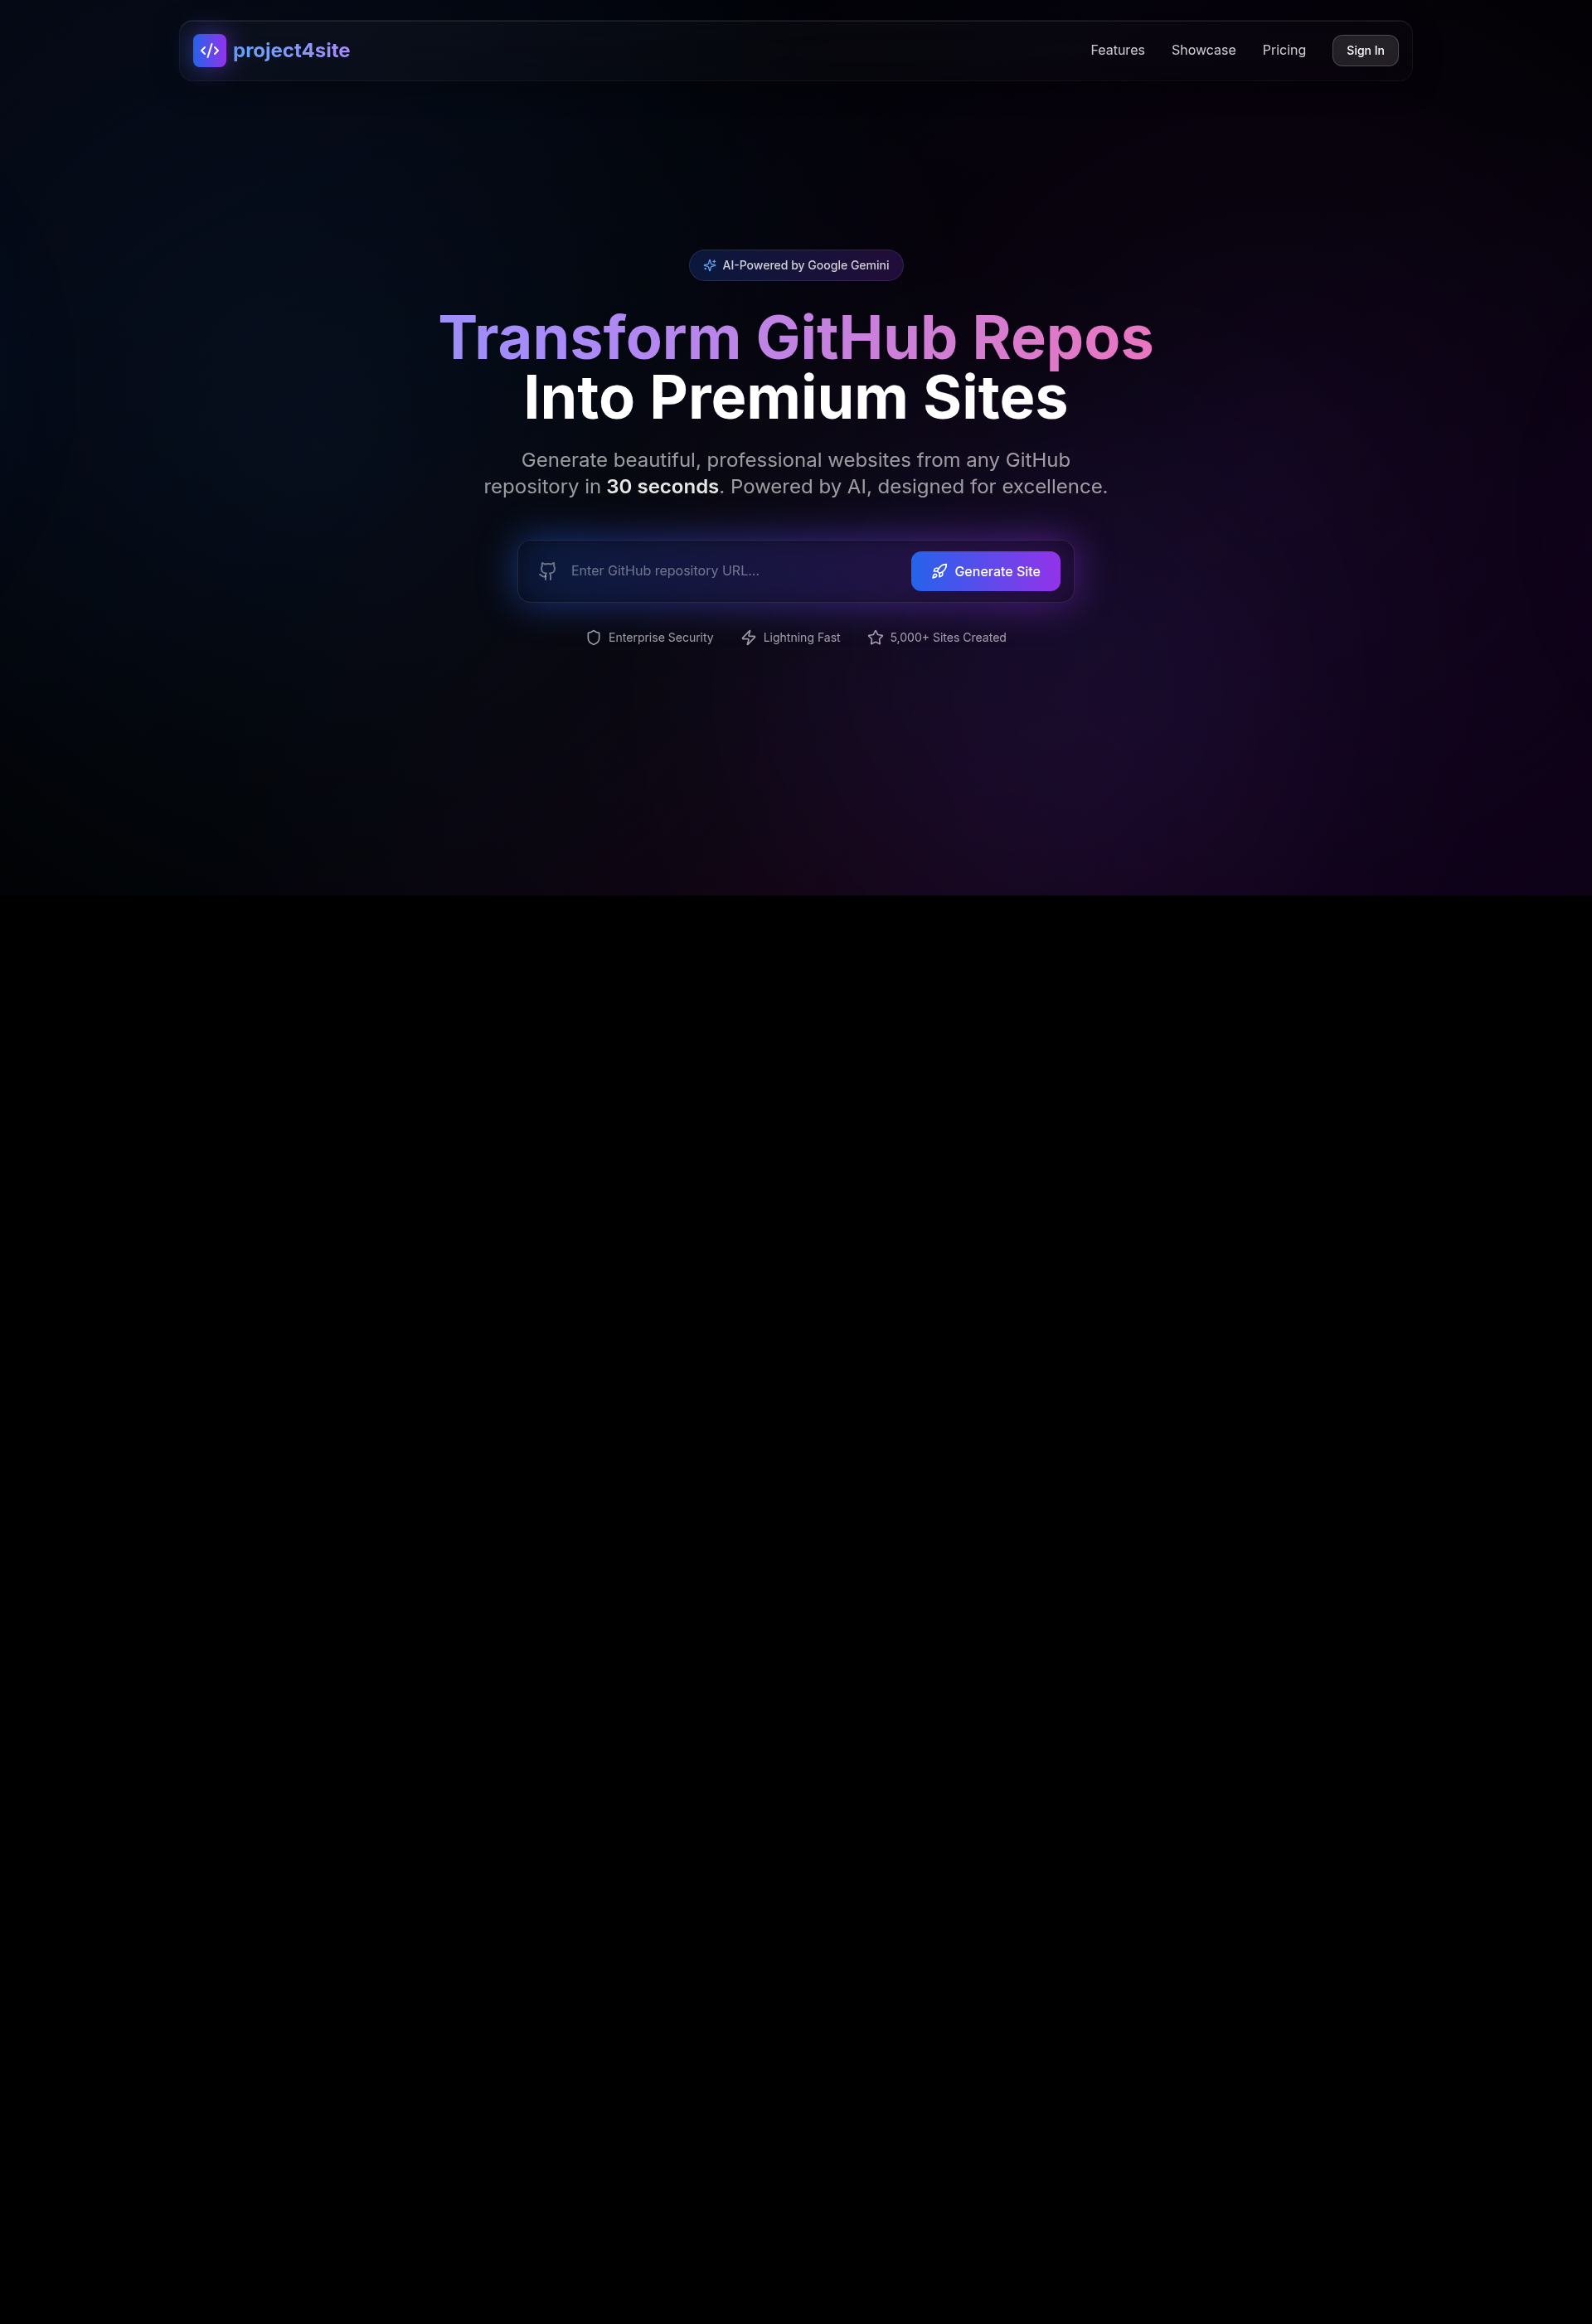 project4site
Features
Showcase
Pricing
Sign In
AI-Powered by Google Gemini
Transform GitHub Repos
Into Premium Sites
Generate beautiful, professional websites from any GitHub
repository in 30 seconds. Powered by AI, designed for excellence.
Enter GitHub repository URL...
Generate Site
Enterprise Security
Lightning Fast
5,000+ Sites Created